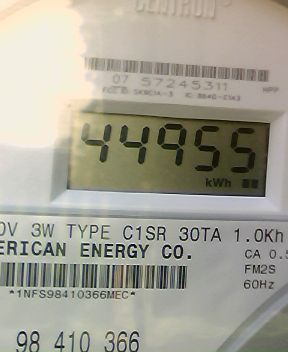 CENTRON
07 57245311
44955
kWh
3W TYPE C1SR 30TA 1.0Kh
ERICAN ENERGY CO.
CA 0.5
FM2S
60Hz
*1NFS98410366MEC*
98 410 366